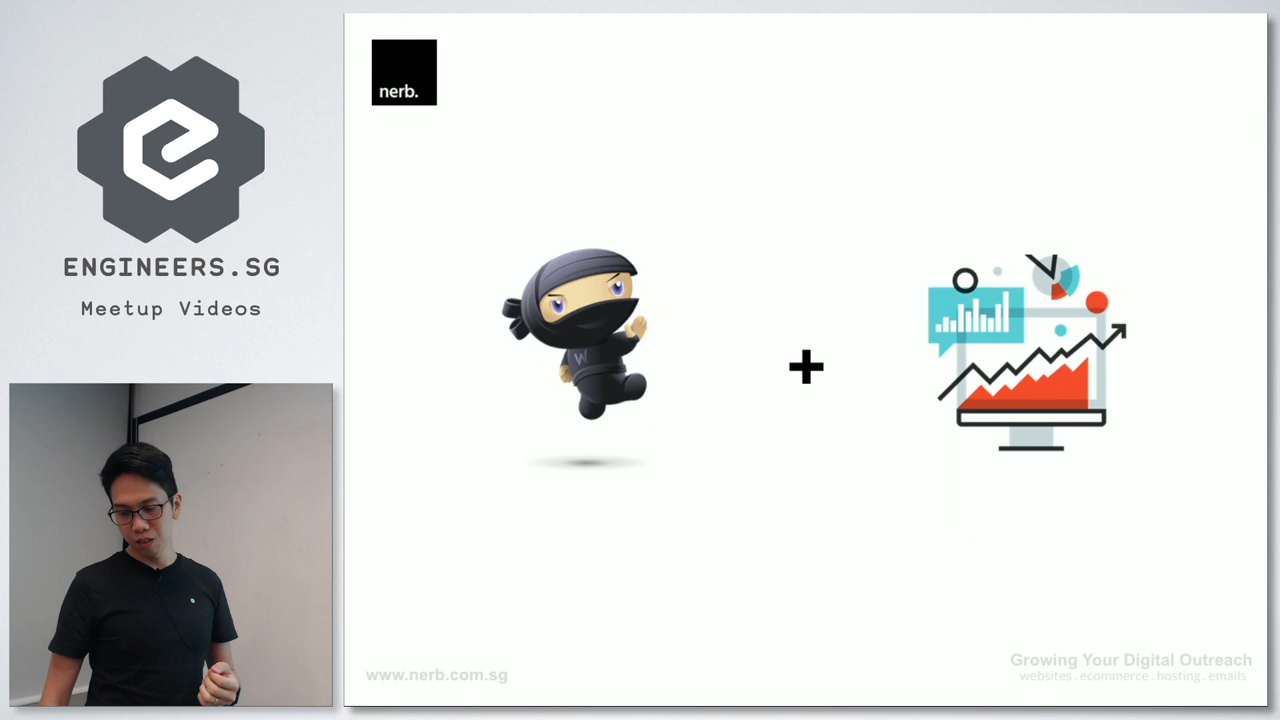 ENGINEERS.SG
Meetup Videos
nerb.
W
www.nerb.com.sg
Growing Your Digital Outreach
websites . ecommerce . hosting . emails